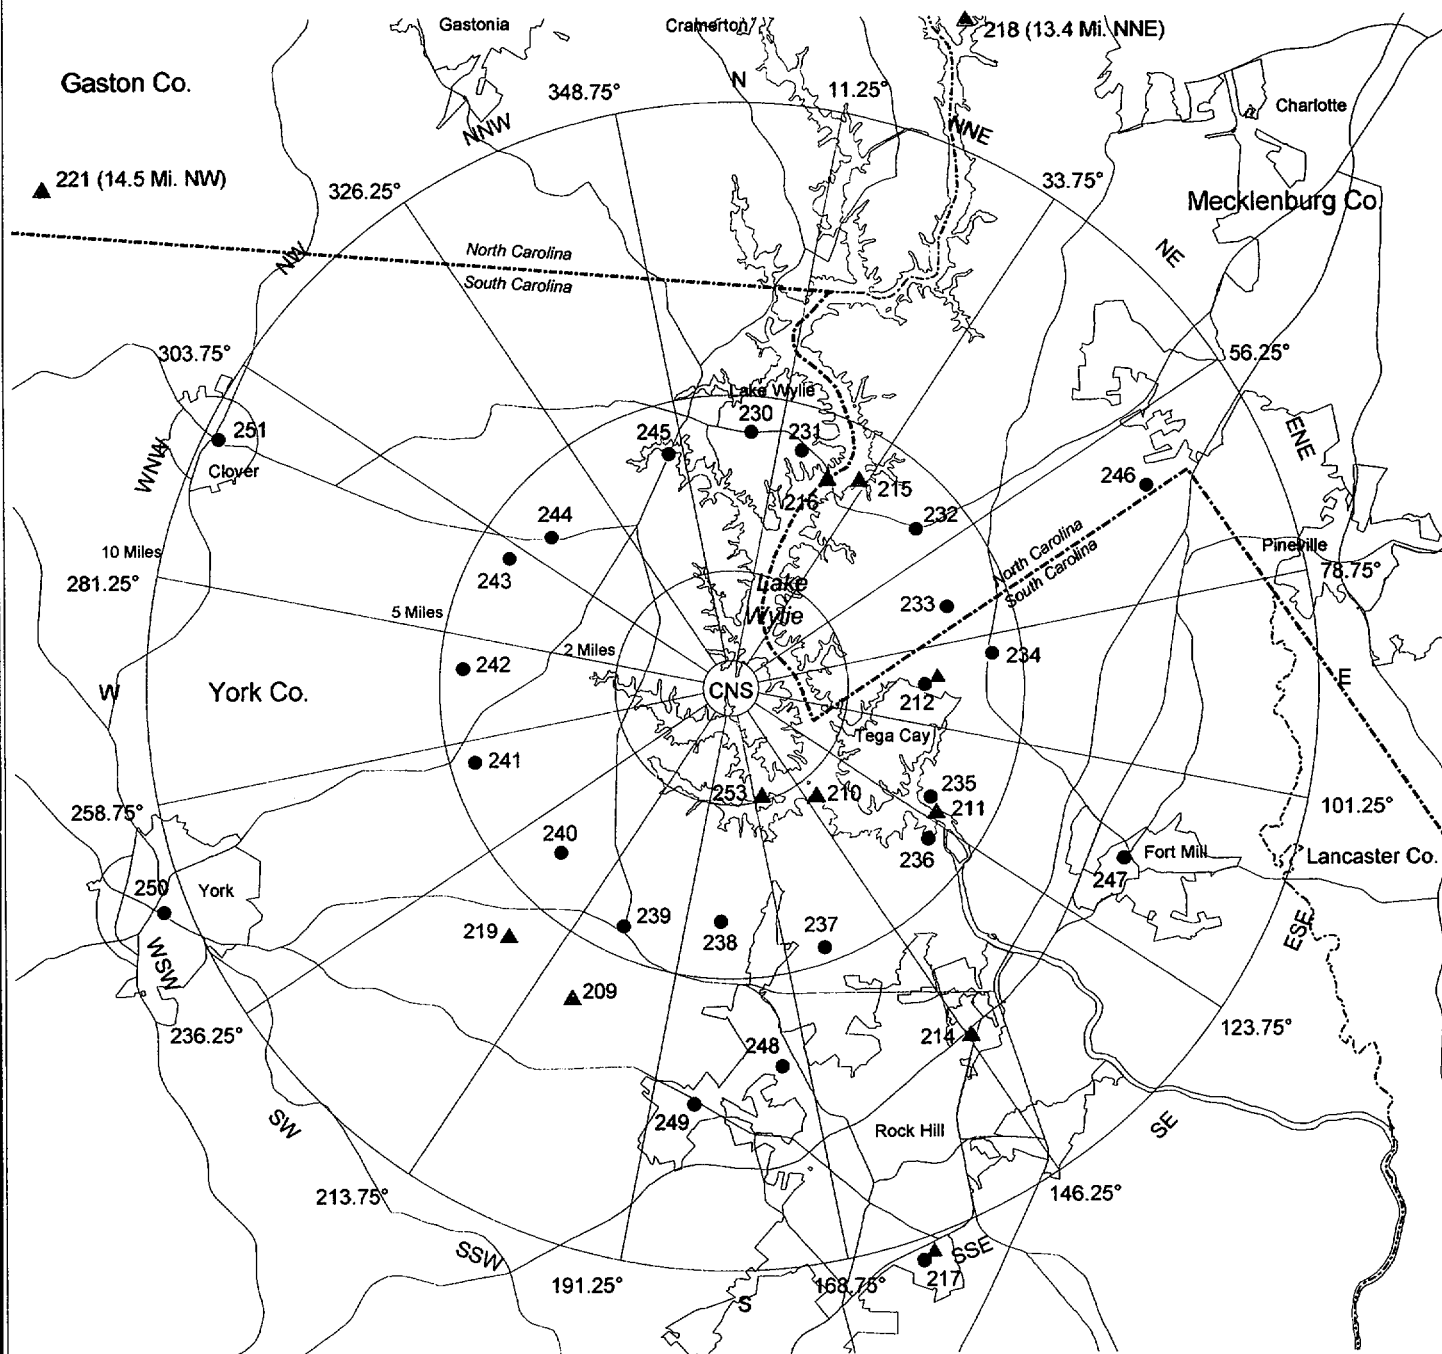 Gastonia
Cramerton
218 (13.4 Mi. NNE)
Gaston Co.
348.75°
N
11.25°
Charlotte
NNW
NNE
221 (14.5 Mi. NW)
326.25°
33.75°
Mecklenburg Co.
NW
North Carolina
South Carolina
NE
303.75°
56.25°
Lake Wylie
230
231
245
251
WNW
Clover
ENE
246
216
215
232
244
243
10 Miles
281.25°
North Carolina
South Carolina
Pineville
78.75°
Lake
Wylie
5 Miles
233
2 Miles
242
234
W
York Co.
CNS
212
E
Tega Cay
241
253
210
235
211
258.75°
101.25°
240
236
Fort Mill
Lancaster Co.
247
250
York
219
239
238
237
WSW
ESE
209
236.25°
214
123.75°
248
249
Rock Hill
SW
SE
213.75°
146.25°
SSW
SSE
191.25°
168.75°
217
S